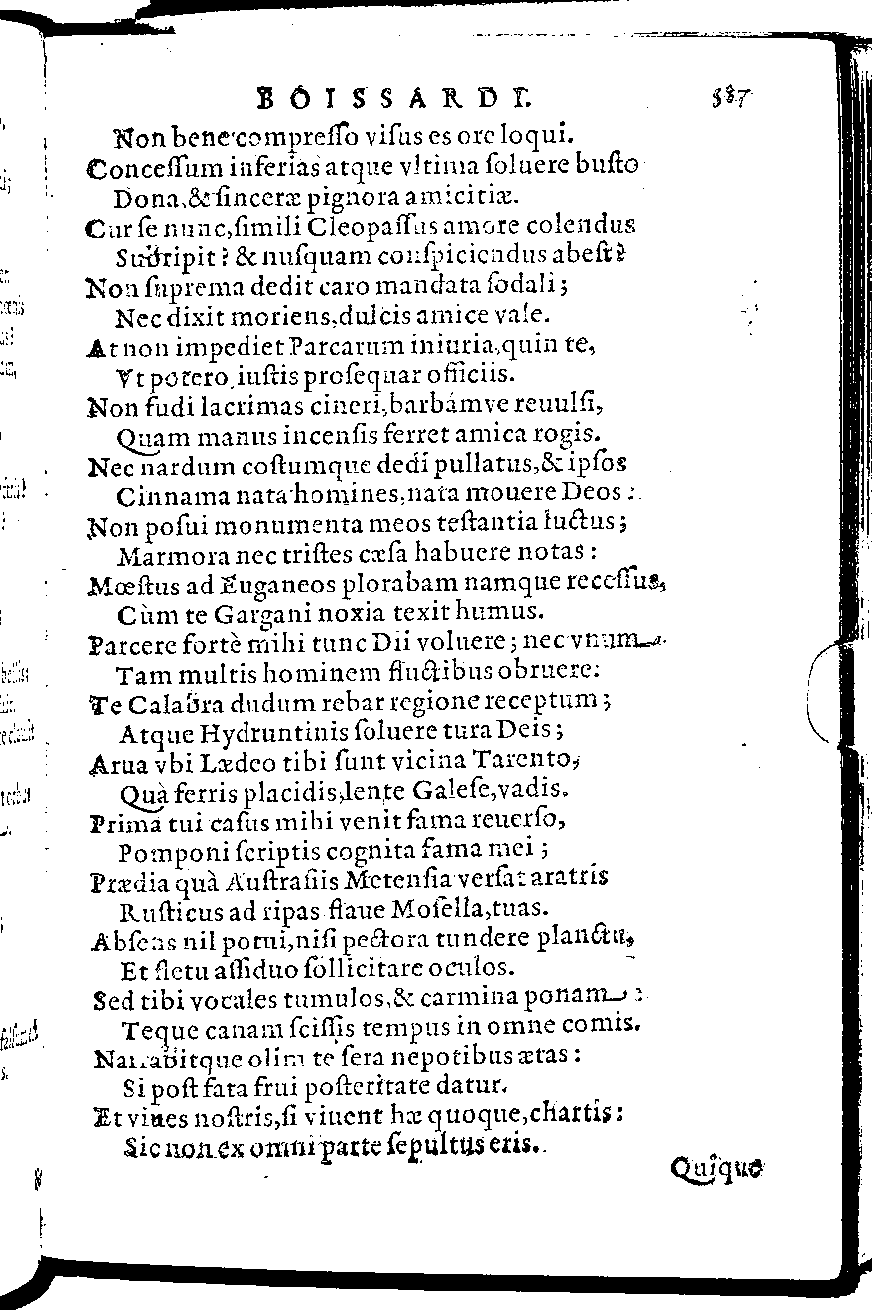 BOISSARDI. 587
Non bene compresso visus es ore loqui.
Concessum inferias atque vltima soluere busto
Dona, & sinceræ pignora amicitiæ.
Cur se nunc, simili Cleopassus amore colendus
Subripit? & nusquam conspiciendus abest?
Non suprema dedit caro mandata sodali;
Nec dixit moriens, dulcis amice vale.
At non impediet Parcarum iniuria, quin te,
Vt potero, iustis prosequar officiis.
Non fudi lacrimas cineri, barbámve reuulsi,
Quam manus incensis ferret amica rogis.
Nec nardum costumque dedi pullatus, & ipsos
Cinnama nata homines, nata mouere Deos:
Non posui monumenta meos testantia luctus;
Marmora nec tristes cæsa habuere notas:
Mœstus ad Euganeos plorabam namque recessus,
Cùm te Gargani noxia texit humus.
Parcere fortè mihi tunc Dii voluere; nec vnum
Tam multis hominem fluctibus obruere:
Te Calabra dudum rebar regione receptum;
Atque Hydruntinis soluere tura Deis;
Arua vbi Lædeo tibi sunt vicina Tarento,
Quà ferris placidis, lente Galese, vadis.
Prima tui casus mihi venit fama reuerso,
Pomponi scriptis cognita fama mei;
Prædia quà Austrasiis Metensia versat aratris
Rusticus ad ripas flaue Mosella, tuas.
Absens nil potui, nisi pectora tundere planctu,
Et fletu assiduo sollicitare oculos.
Sed tibi vocales tumulos, & carmina ponam:
Teque canam scissis tempus in omne comis.
Narrabitque olim te sera nepotibus ætas:
Si post fata frui posteritate datur.
Et viues nostris, si viuent hæ quoque, chartis:
Sic non ex omni parte sepultus eris.
Quíque